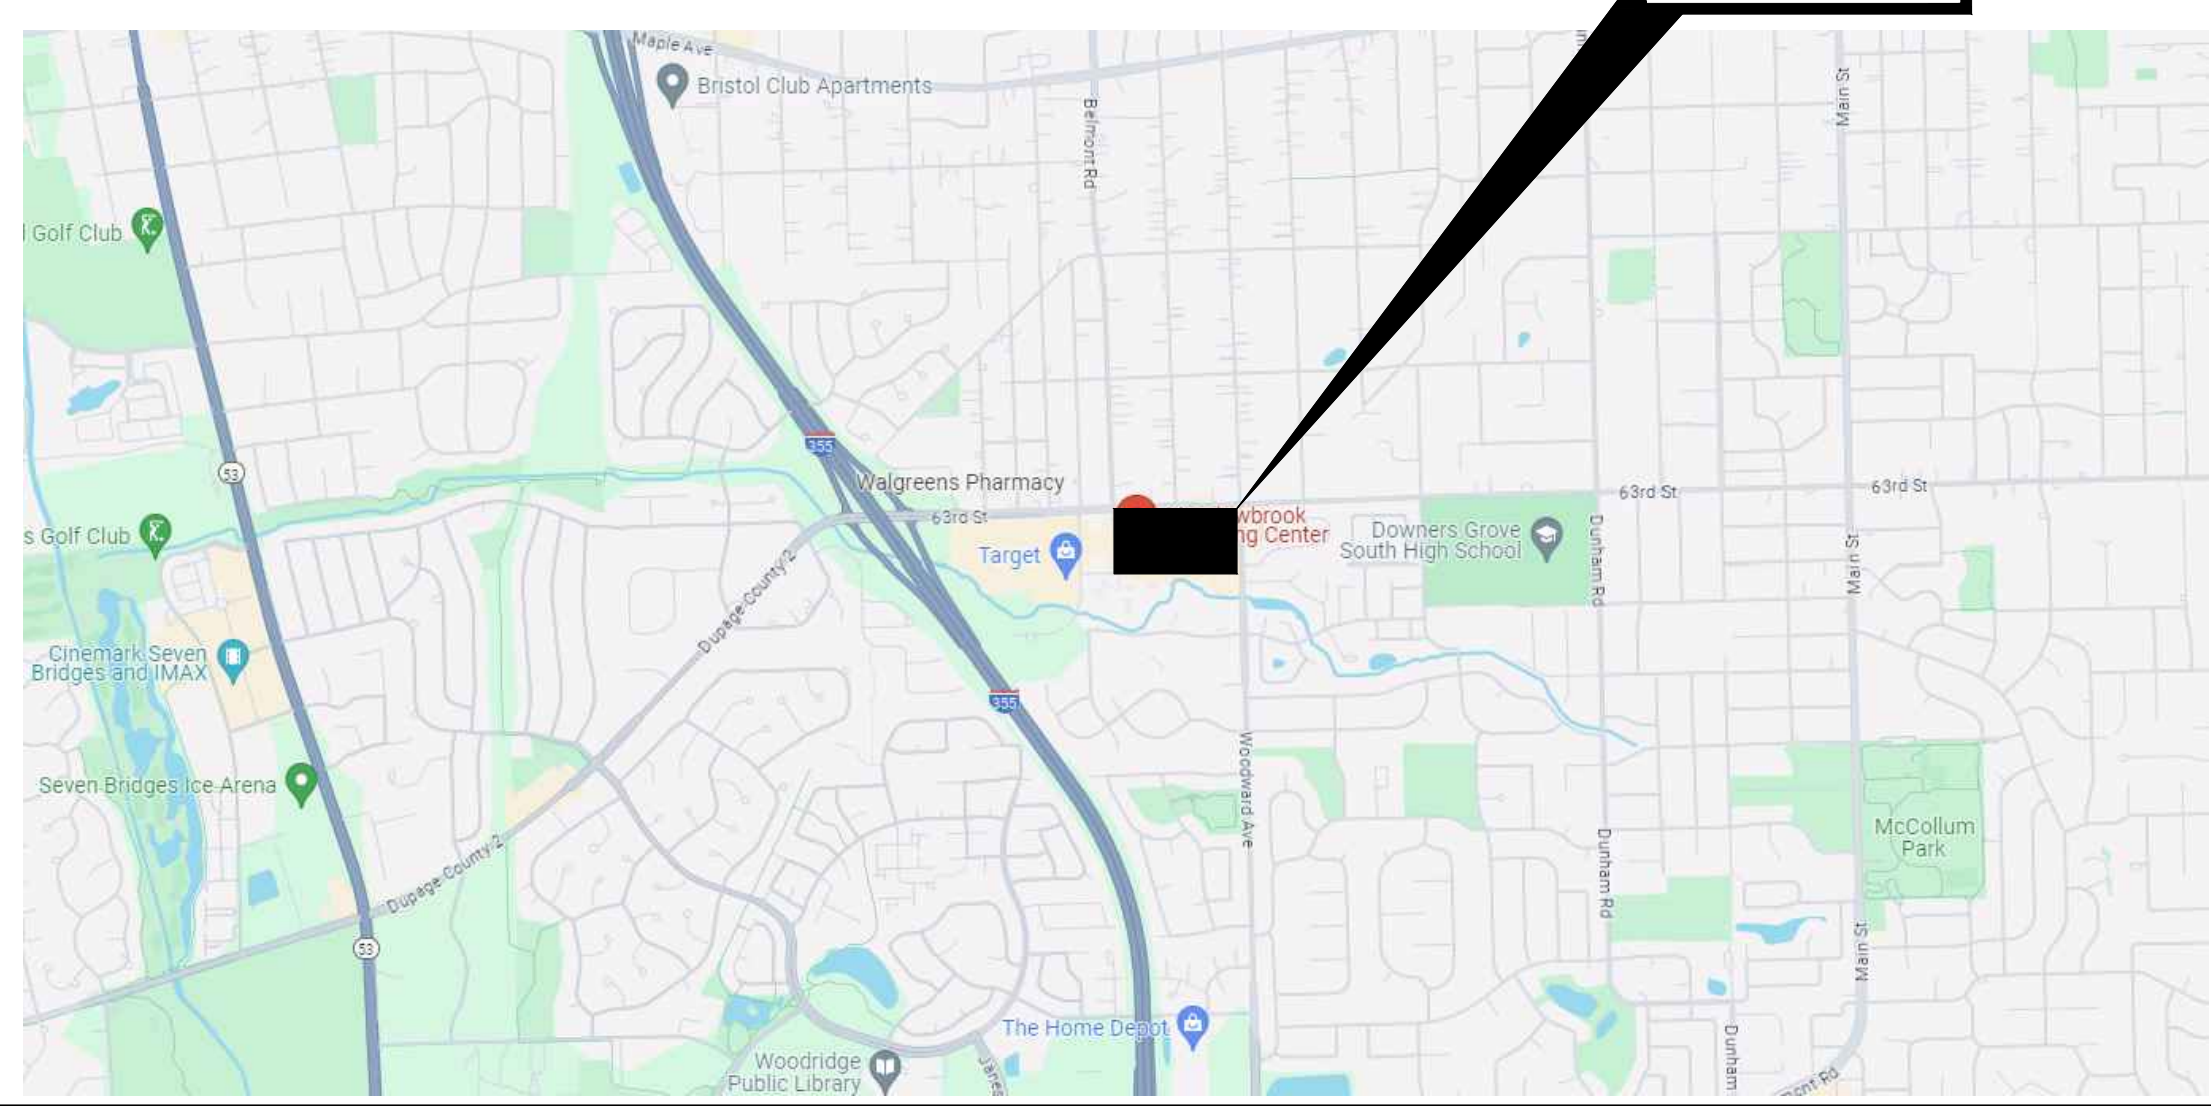 Maple Ave
Bristol Club Apartments
Belmont Rd
Main St
Golf Club
355
53
Walgreens Pharmacy
63rd St
63rd St
63rd St
wbrook
ng Center
Downers Grove
South High School
Target
s Golf Club
Dupage County 2
Dunham Rd
Main St
Cinemark Seven
Bridges and IMAX
355
Woodward Ave
Seven Bridges Ice Arena
McCollum
Park
Dupage County 2
Dunham Rd
53
Main St
The Home Depot
Woodridge
Public Library
Janes
Dunham
mont Rd